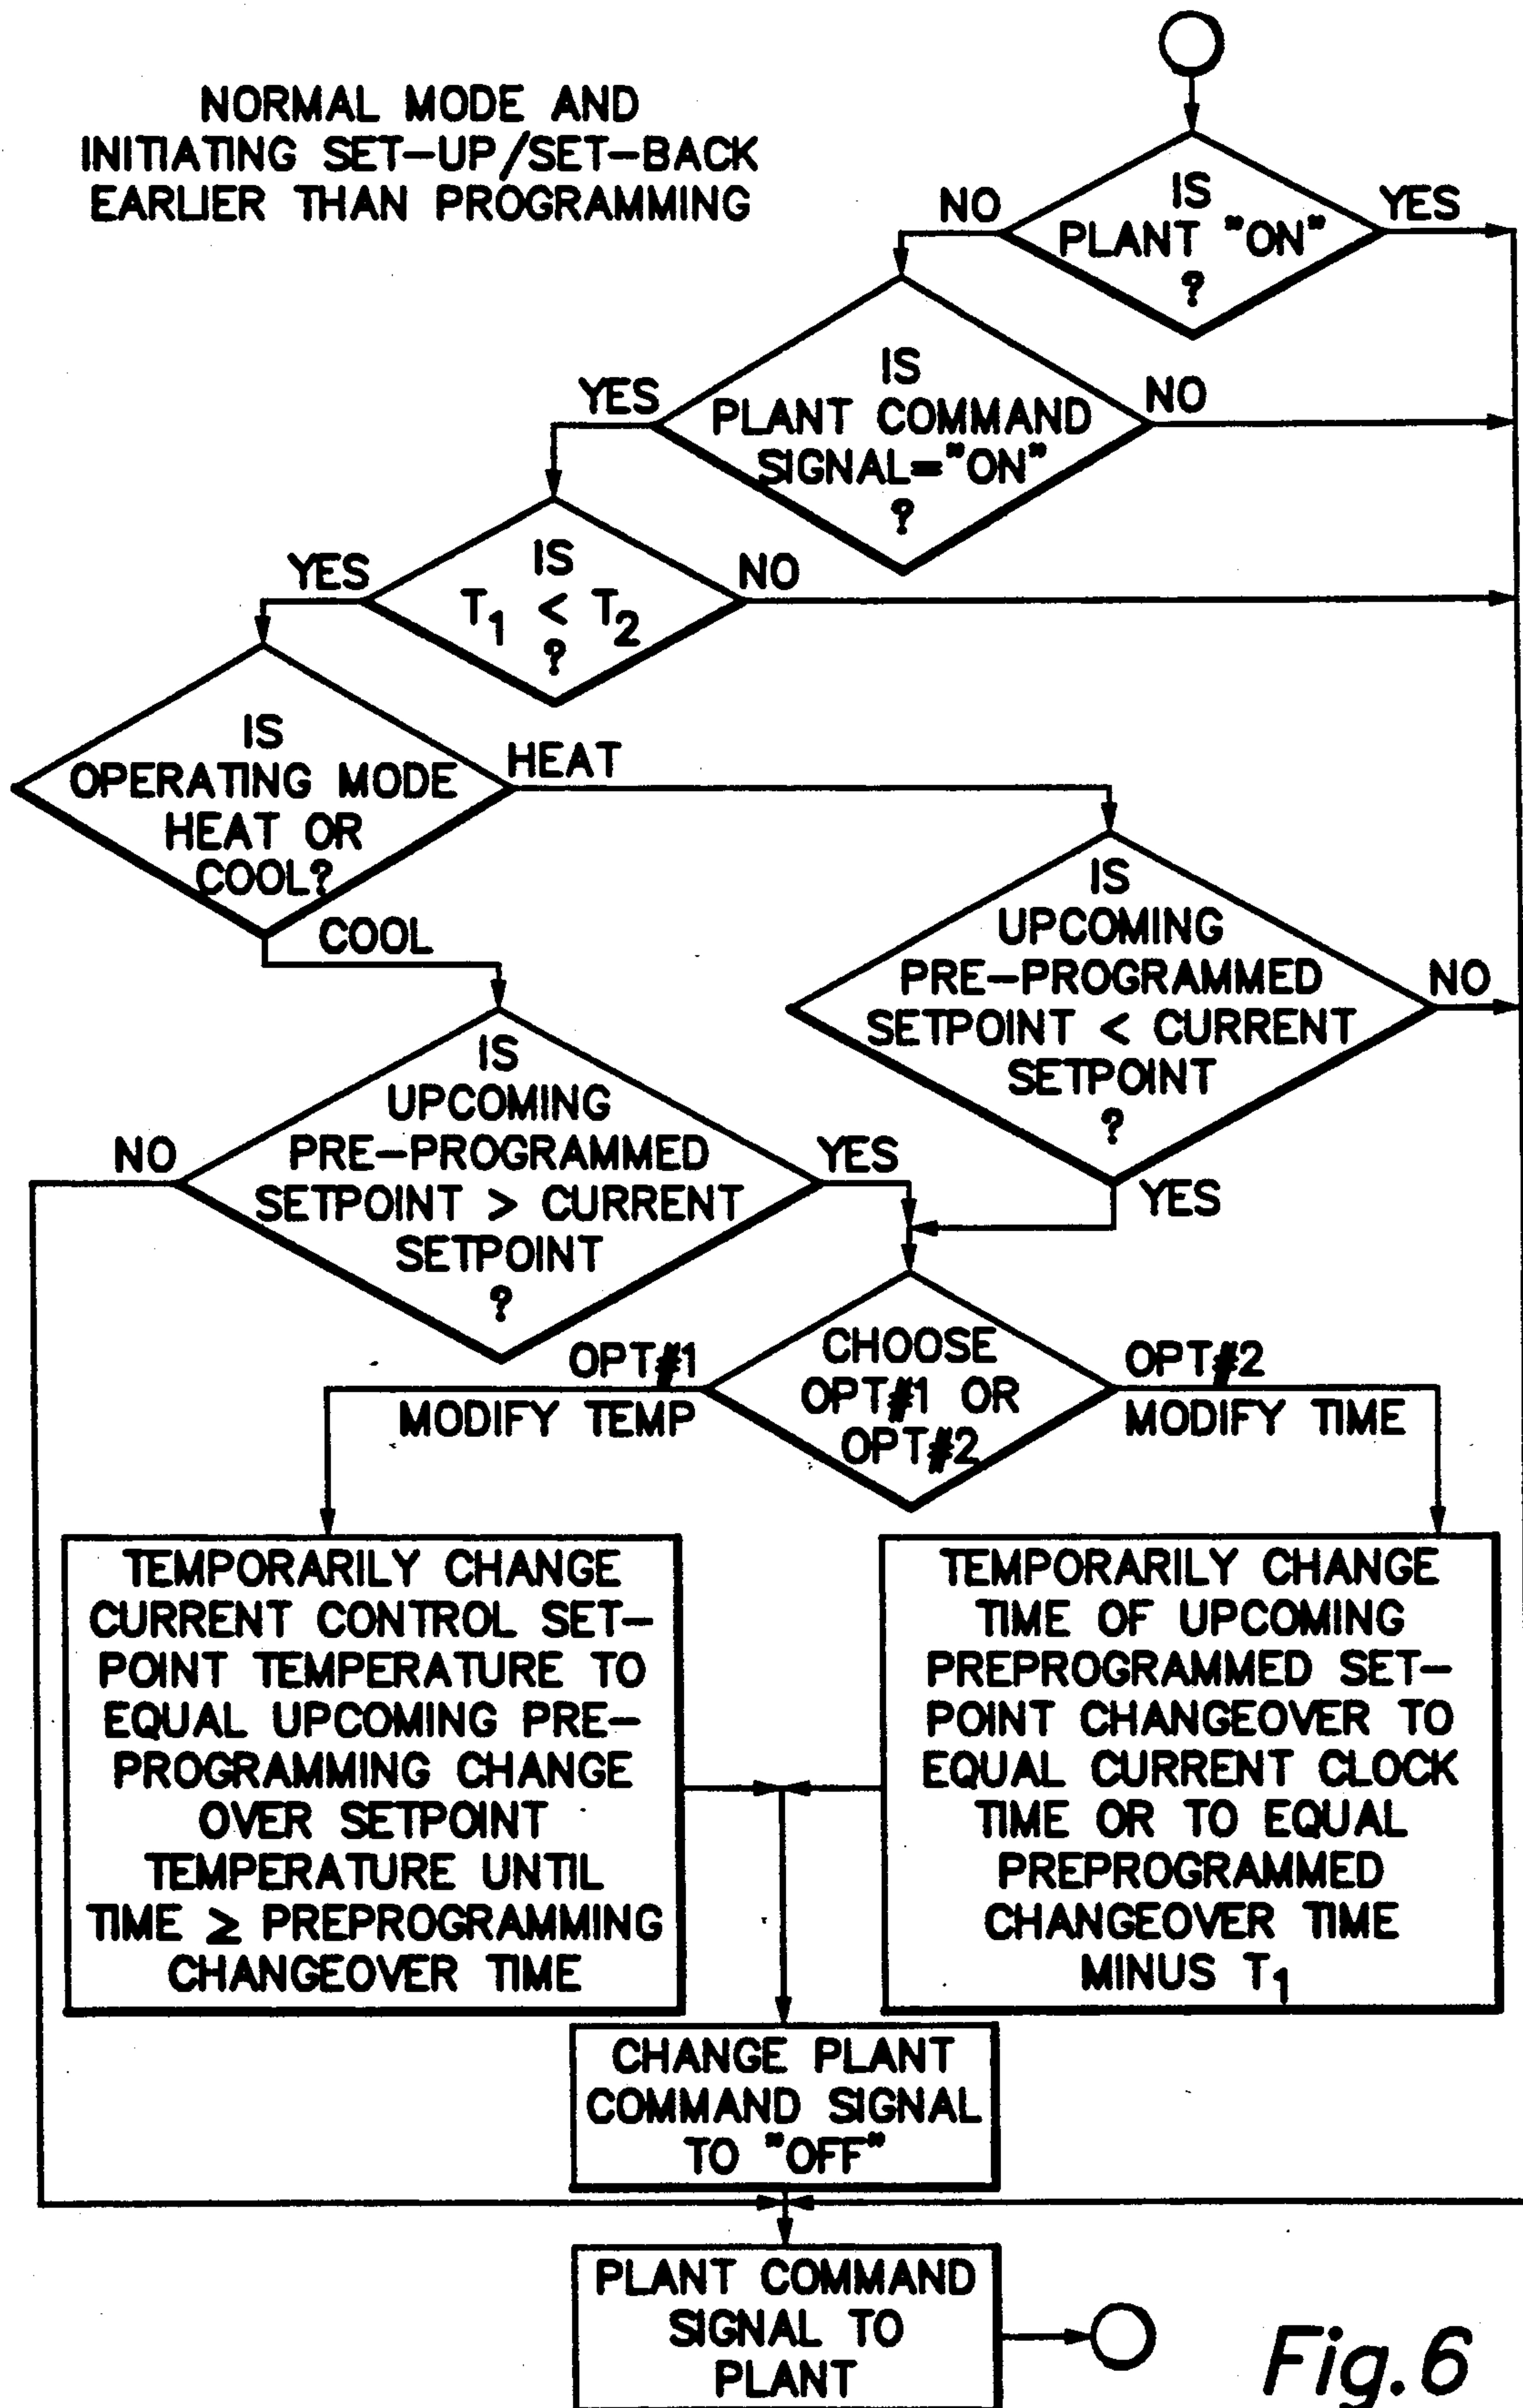 NORMAL MODE AND
INITIATING SET-UP/SET-BACK
EARLIER THAN PROGRAMMING
IS
PLANT "ON"
?
NO
YES
IS
PLANT COMMAND
SIGNAL="ON"
?
YES
NO
IS
T₁ < T₂
?
YES
NO
IS
OPERATING MODE
HEAT OR
COOL?
HEAT
COOL
IS
UPCOMING
PRE-PROGRAMMED
SETPOINT < CURRENT
SETPOINT
?
NO
YES
IS
UPCOMING
PRE-PROGRAMMED
SETPOINT > CURRENT
SETPOINT
?
NO
YES
CHOOSE
OPT#1 OR
OPT#2
OPT#1
MODIFY TEMP
OPT#2
MODIFY TIME
TEMPORARILY CHANGE
CURRENT CONTROL SET-
POINT TEMPERATURE TO
EQUAL UPCOMING PRE-
PROGRAMMING CHANGE
OVER SETPOINT
TEMPERATURE UNTIL
TIME ≥ PREPROGRAMMING
CHANGEOVER TIME
TEMPORARILY CHANGE
TIME OF UPCOMING
PREPROGRAMMED SET-
POINT CHANGEOVER TO
EQUAL CURRENT CLOCK
TIME OR TO EQUAL
PREPROGRAMMED
CHANGEOVER TIME
MINUS T₁
CHANGE PLANT
COMMAND SIGNAL
TO "OFF"
PLANT COMMAND
SIGNAL TO
PLANT
Fig.6